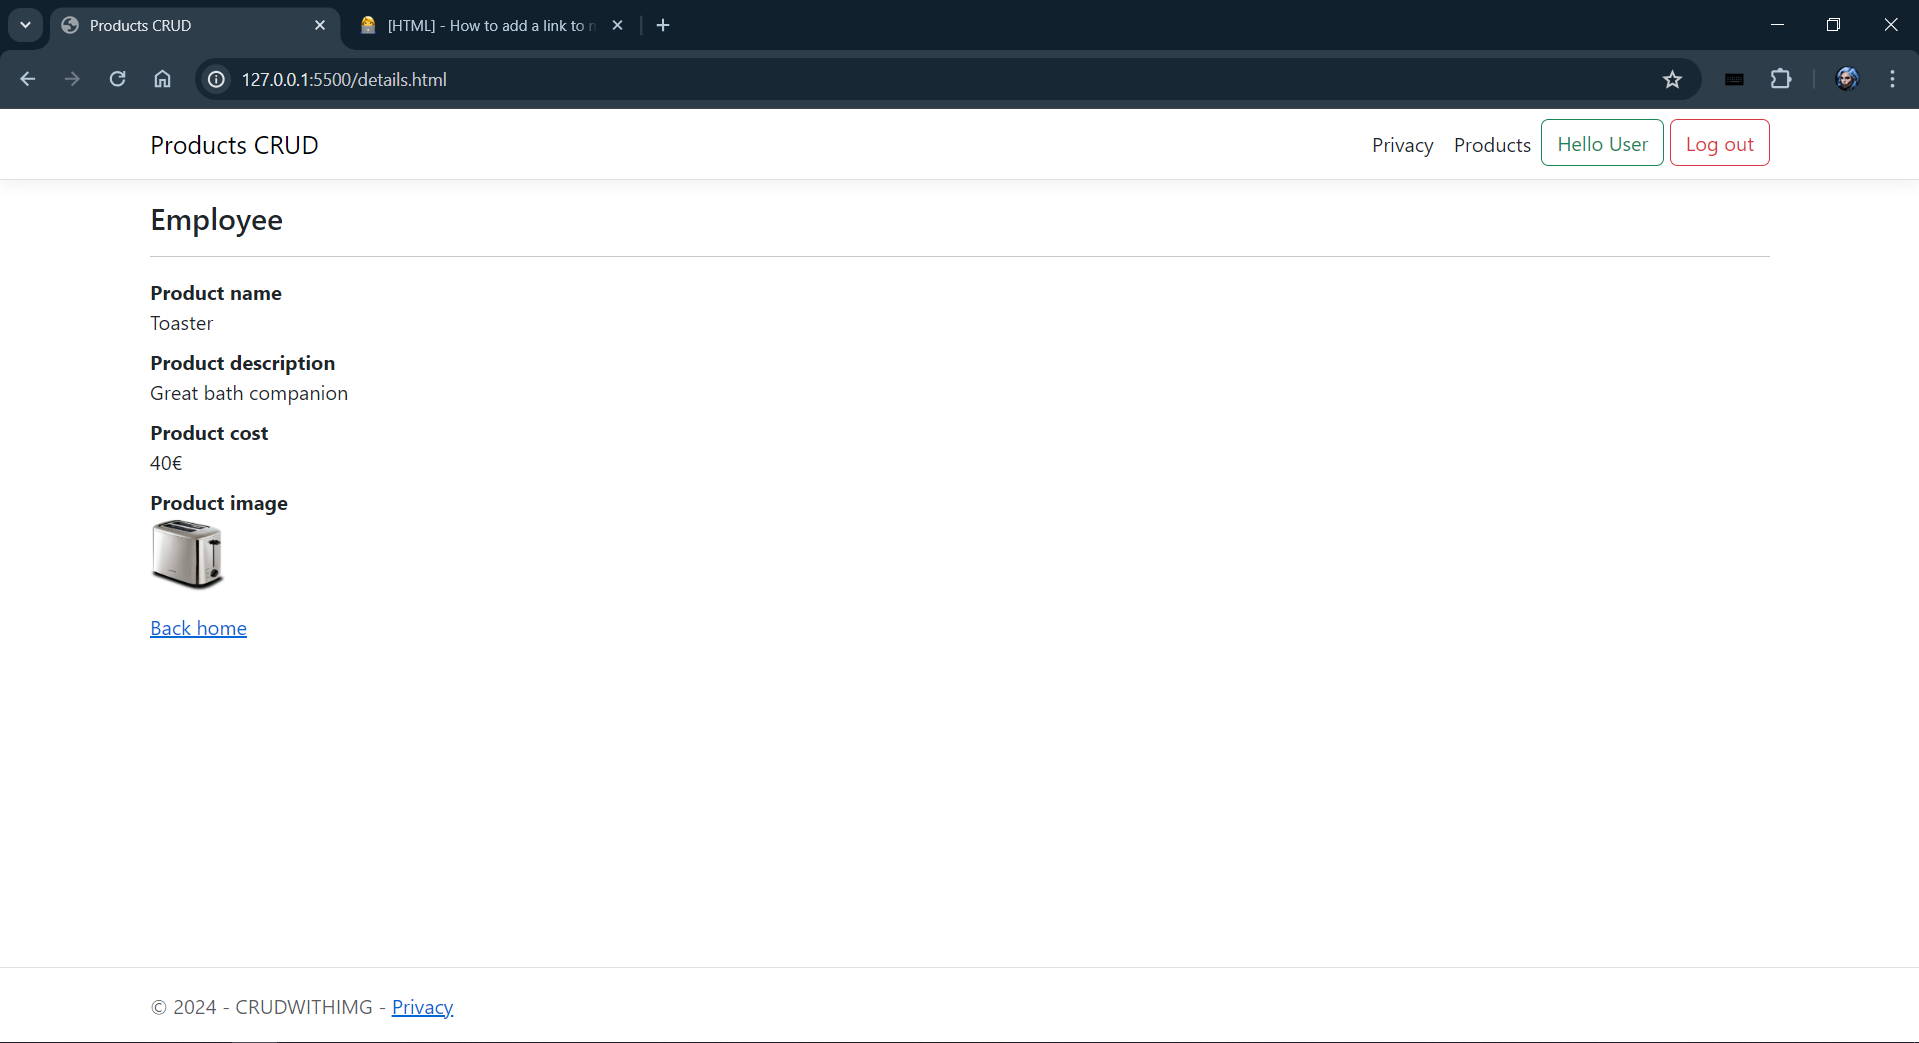 Products CRUD
[HTML] - How to add a link to
127.0.0.1:5500/details.html
Products CRUD
Privacy
Products
Hello User
Log out
Employee
Product name
Toaster
Product description
Great bath companion
Product cost
40€
Product image
Back home
© 2024 - CRUDWITHIMG - Privacy